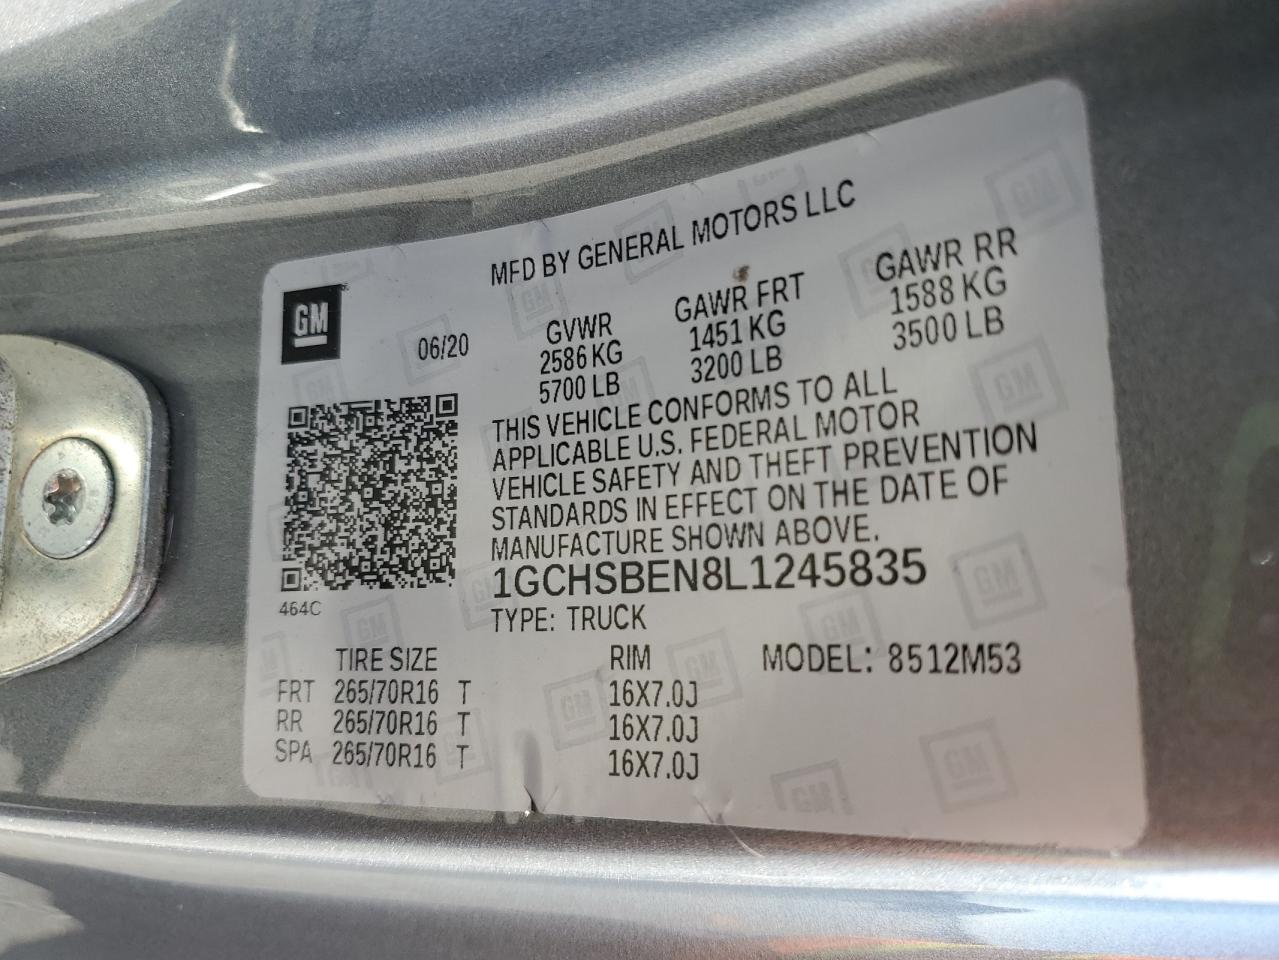 MFD BY GENERAL MOTORS LLC
GM
06/20
GVWR GAWR FRT GAWR RR
2586 KG 1451 KG 1588 KG
5700 LB 3200 LB 3500 LB
THIS VEHICLE CONFORMS TO ALL
APPLICABLE U.S. FEDERAL MOTOR
VEHICLE SAFETY AND THEFT PREVENTION
STANDARDS IN EFFECT ON THE DATE OF
MANUFACTURE SHOWN ABOVE.
1GCHSBEN8L1245835
464C
TYPE: TRUCK
TIRE SIZE RIM MODEL: 8512M53
FRT 265/70R16 T 16X7.0J
RR 265/70R16 T 16X7.0J
SPA 265/70R16 T 16X7.0J